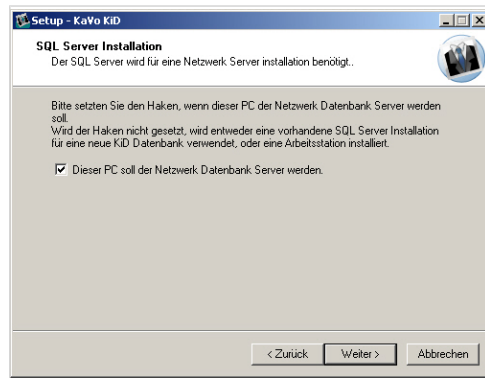 Setup - KaVo KiD
SQL Server Installation
Der SQL Server wird für eine Netzwerk Server installation benötigt..
Bitte setzten Sie den Haken, wenn dieser PC der Netzwerk Datenbank Server werden
soll.
Wird der Haken nicht gesetzt, wird entweder eine vorhandene SQL Server Installation
für eine neue KiD Datenbank verwendet, oder eine Arbeitsstation installiert.
Dieser PC soll der Netzwerk Datenbank Server werden.
< Zurück
Weiter >
Abbrechen